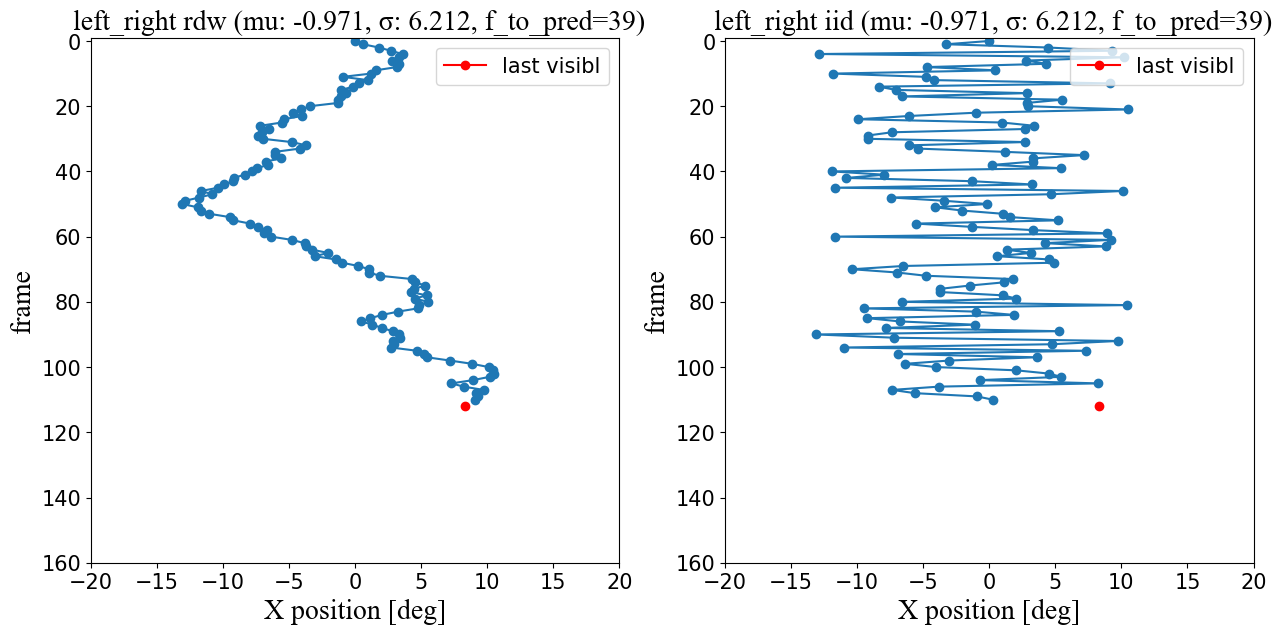 left_right rdw (mu: -0.971, σ: 6.212, f_to_pred=39)
last visibl
0
20
40
60
80
100
120
140
160
frame
−20 −15 −10 −5 0 5 10 15 20
X position [deg]
left_right iid (mu: -0.971, σ: 6.212, f_to_pred=39)
last visibl
0
20
40
60
80
100
120
140
160
frame
−20 −15 −10 −5 0 5 10 15 20
X position [deg]